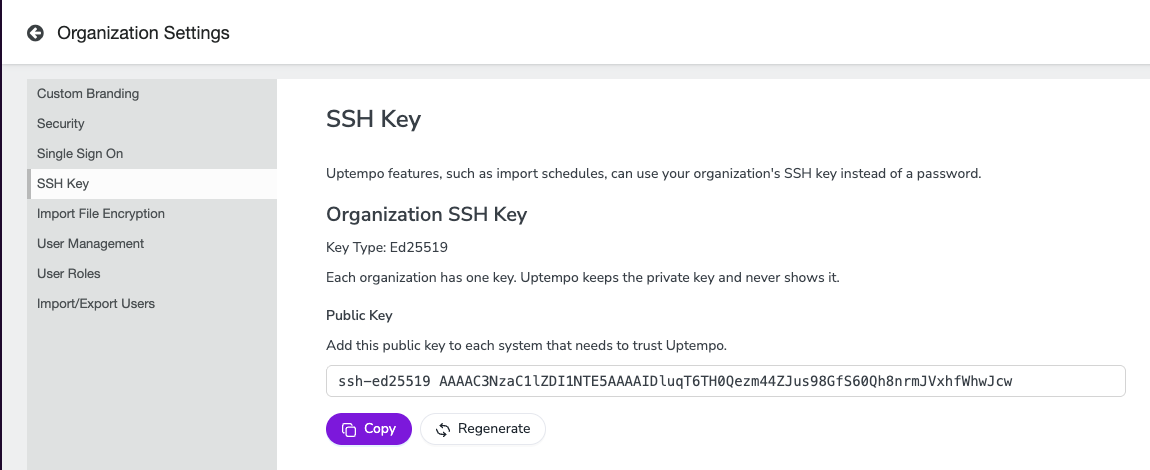 Organization Settings
Custom Branding
Security
Single Sign On
SSH Key
Import File Encryption
User Management
User Roles
Import/Export Users
SSH Key
Uptempo features, such as import schedules, can use your organization's SSH key instead of a password.
Organization SSH Key
Key Type: Ed25519
Each organization has one key. Uptempo keeps the private key and never shows it.
Public Key
Add this public key to each system that needs to trust Uptempo.
ssh-ed25519 AAAAC3NzaC1lZDI1NTE5AAAAIDluqT6TH0Qezm44ZJus98GfS60Qh8nrmJVxhfWhwJcw
Copy
Regenerate